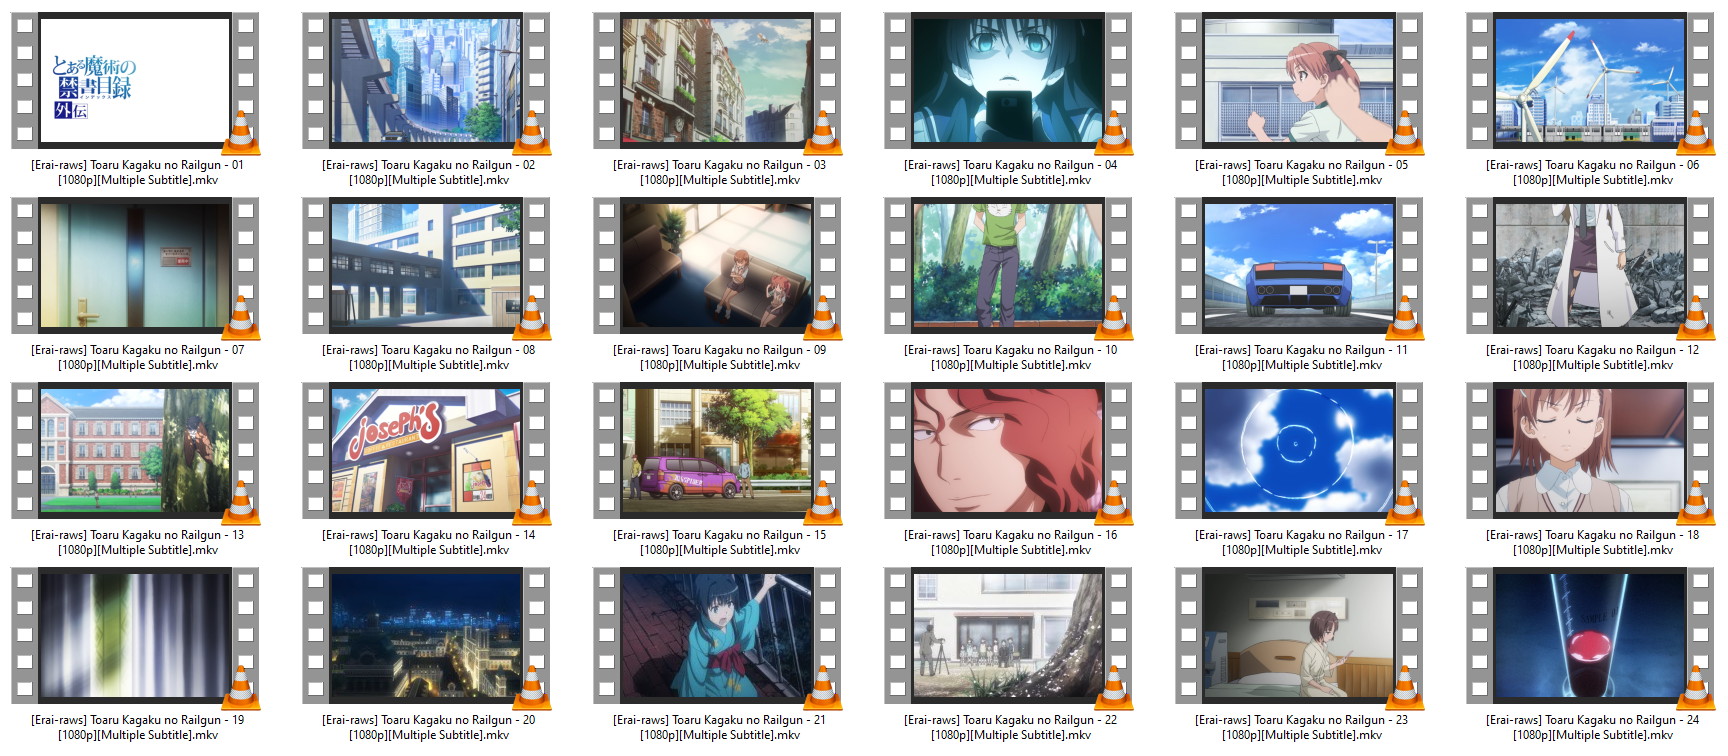 とある魔術の
禁書目録
インデックス
外伝
[Erai-raws] Toaru Kagaku no Railgun - 01
[1080p][Multiple Subtitle].mkv
[Erai-raws] Toaru Kagaku no Railgun - 02
[1080p][Multiple Subtitle].mkv
[Erai-raws] Toaru Kagaku no Railgun - 03
[1080p][Multiple Subtitle].mkv
[Erai-raws] Toaru Kagaku no Railgun - 04
[1080p][Multiple Subtitle].mkv
[Erai-raws] Toaru Kagaku no Railgun - 05
[1080p][Multiple Subtitle].mkv
[Erai-raws] Toaru Kagaku no Railgun - 06
[1080p][Multiple Subtitle].mkv
[Erai-raws] Toaru Kagaku no Railgun - 07
[1080p][Multiple Subtitle].mkv
[Erai-raws] Toaru Kagaku no Railgun - 08
[1080p][Multiple Subtitle].mkv
[Erai-raws] Toaru Kagaku no Railgun - 09
[1080p][Multiple Subtitle].mkv
[Erai-raws] Toaru Kagaku no Railgun - 10
[1080p][Multiple Subtitle].mkv
[Erai-raws] Toaru Kagaku no Railgun - 11
[1080p][Multiple Subtitle].mkv
[Erai-raws] Toaru Kagaku no Railgun - 12
[1080p][Multiple Subtitle].mkv
Joseph's
[Erai-raws] Toaru Kagaku no Railgun - 13
[1080p][Multiple Subtitle].mkv
[Erai-raws] Toaru Kagaku no Railgun - 14
[1080p][Multiple Subtitle].mkv
[Erai-raws] Toaru Kagaku no Railgun - 15
[1080p][Multiple Subtitle].mkv
[Erai-raws] Toaru Kagaku no Railgun - 16
[1080p][Multiple Subtitle].mkv
[Erai-raws] Toaru Kagaku no Railgun - 17
[1080p][Multiple Subtitle].mkv
[Erai-raws] Toaru Kagaku no Railgun - 18
[1080p][Multiple Subtitle].mkv
[Erai-raws] Toaru Kagaku no Railgun - 19
[1080p][Multiple Subtitle].mkv
[Erai-raws] Toaru Kagaku no Railgun - 20
[1080p][Multiple Subtitle].mkv
[Erai-raws] Toaru Kagaku no Railgun - 21
[1080p][Multiple Subtitle].mkv
[Erai-raws] Toaru Kagaku no Railgun - 22
[1080p][Multiple Subtitle].mkv
[Erai-raws] Toaru Kagaku no Railgun - 23
[1080p][Multiple Subtitle].mkv
[Erai-raws] Toaru Kagaku no Railgun - 24
[1080p][Multiple Subtitle].mkv